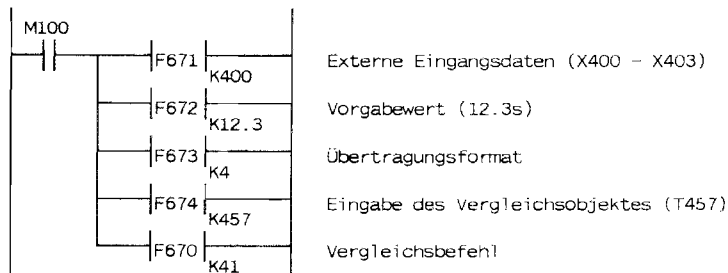 M100
F671 K400 Externe Eingangsdaten (X400 - X403)
F672 K12.3 Vorgabewert (12.3s)
F673 K4 Übertragungsformat
F674 K457 Eingabe des Vergleichsobjektes (T457)
F670 K41 Vergleichsbefehl